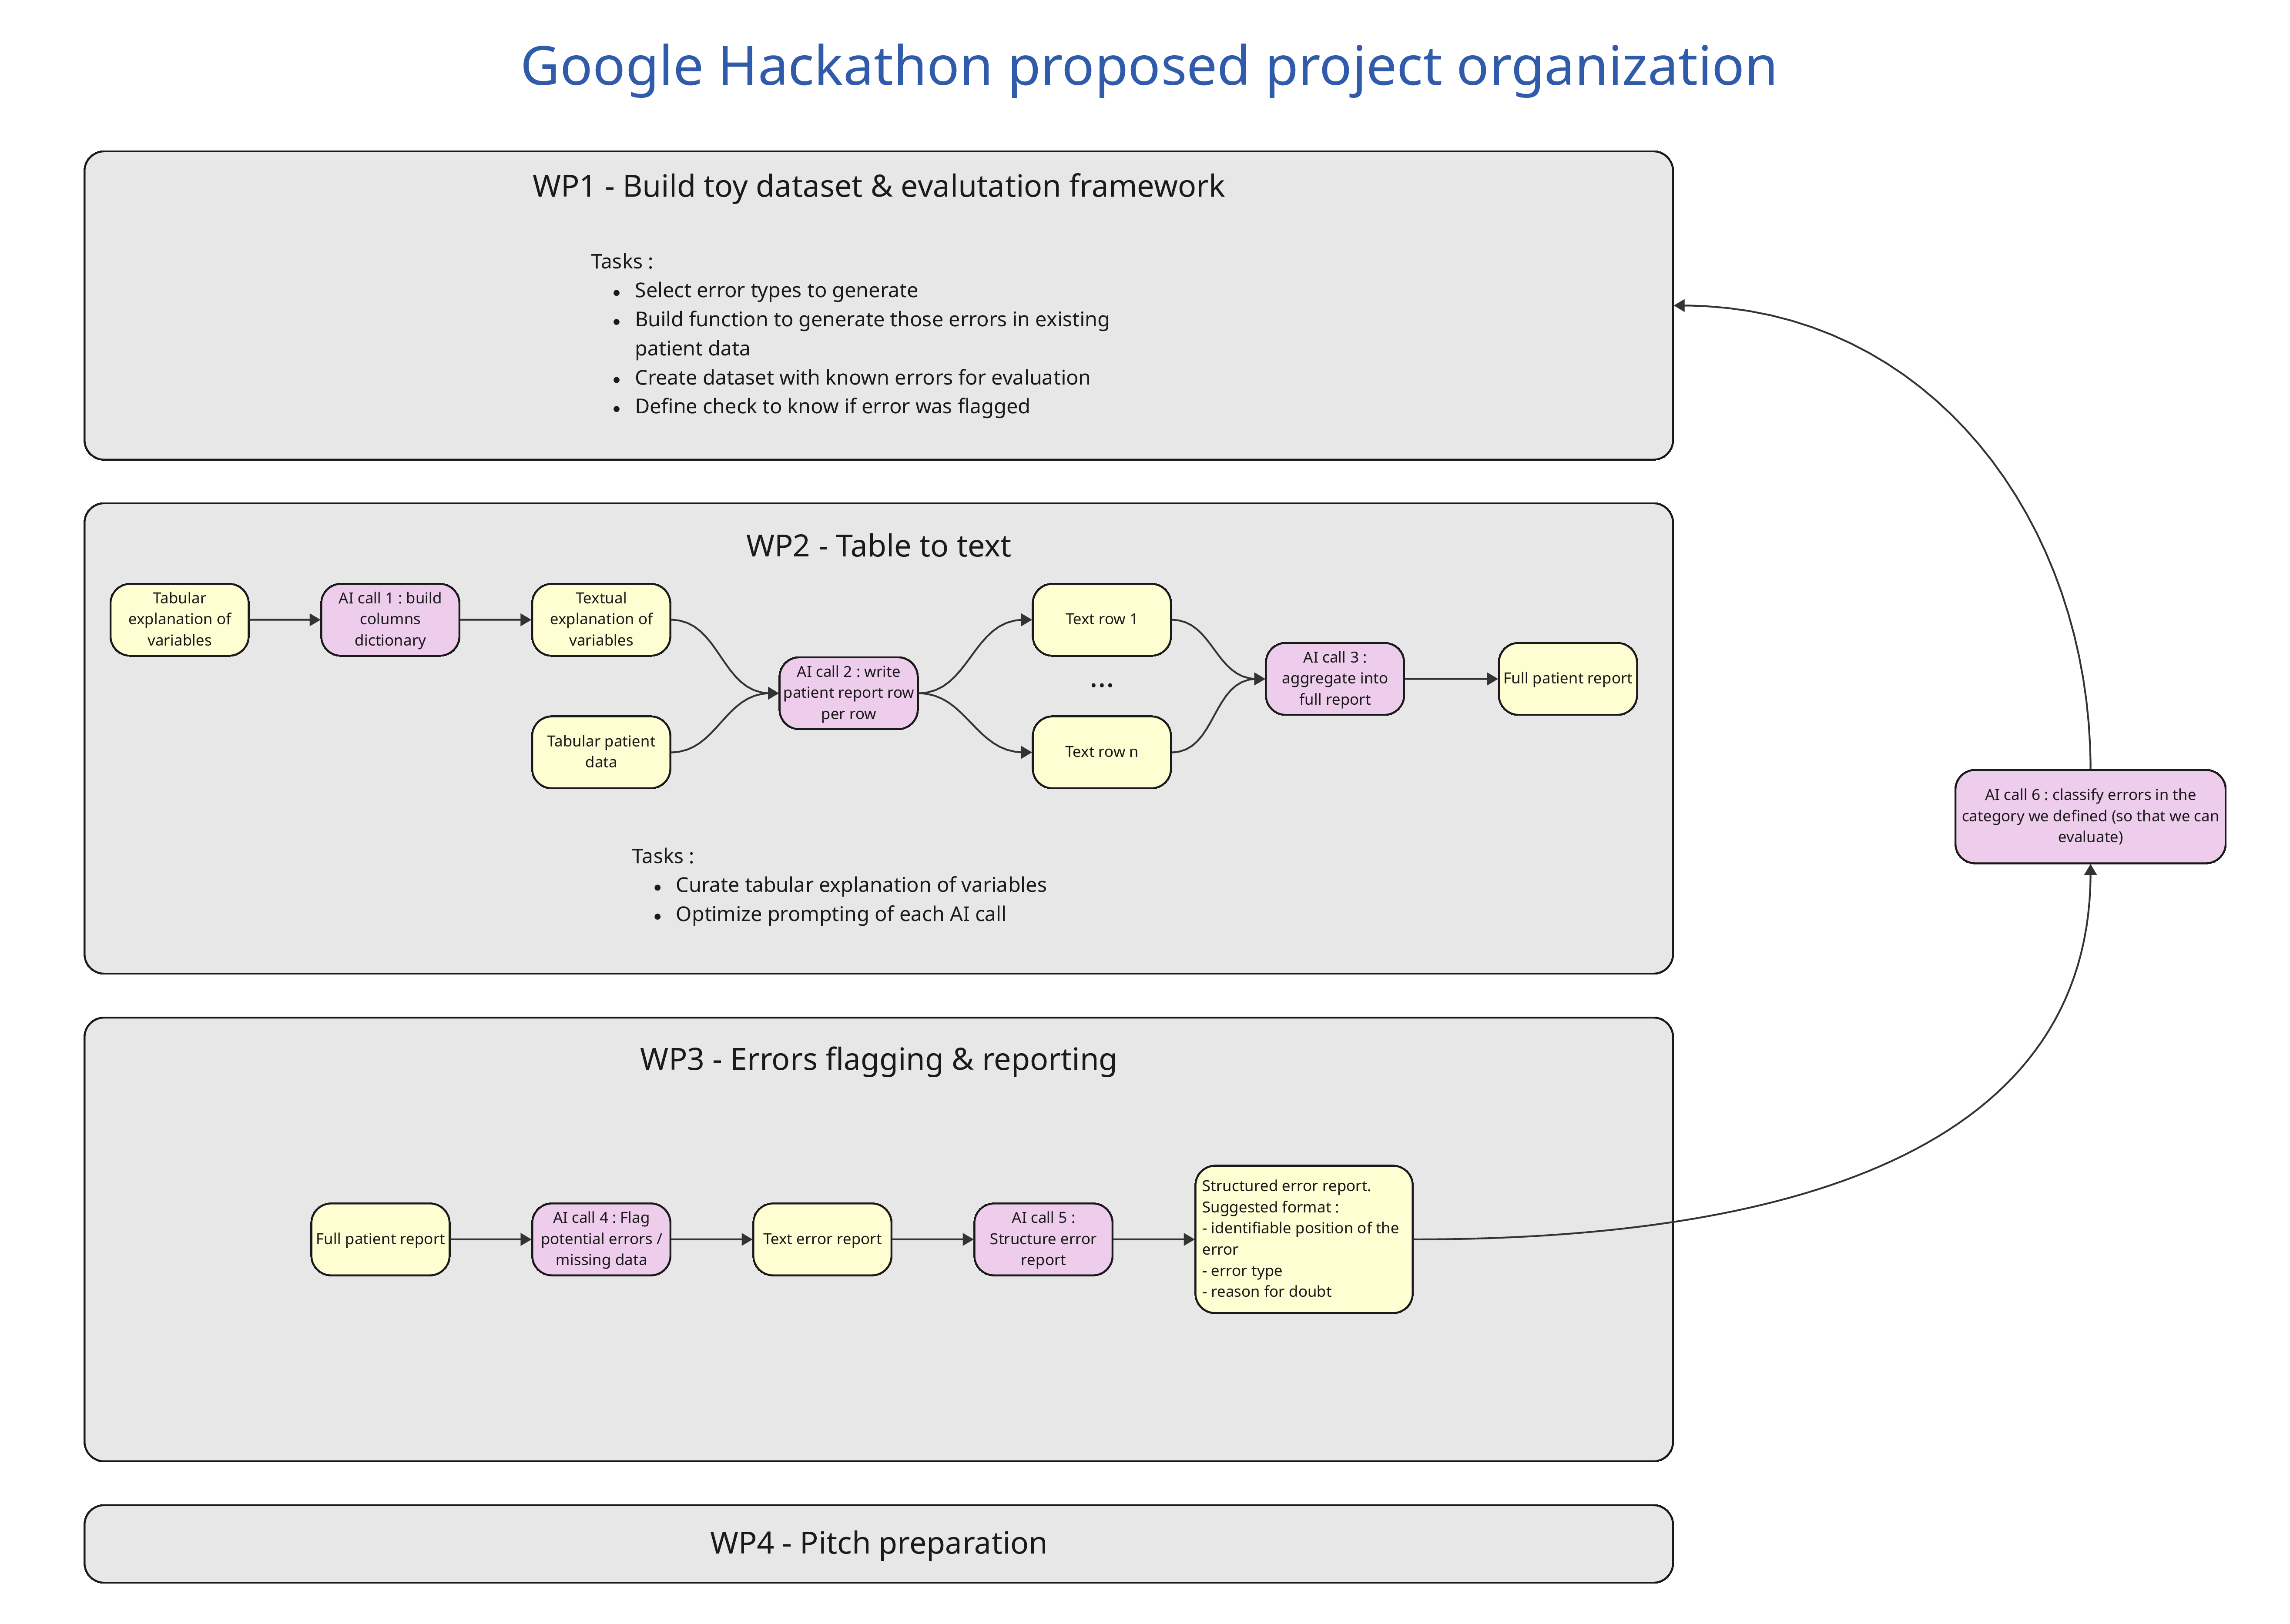 Google Hackathon proposed project organization
WP1 - Build toy dataset & evalutation framework
Tasks :
• Select error types to generate
• Build function to generate those errors in existing
patient data
• Create dataset with known errors for evaluation
• Define check to know if error was flagged
WP2 - Table to text
Tabular
explanation of
variables
AI call 1 : build
columns
dictionary
Textual
explanation of
variables
Tabular patient
data
AI call 2 : write
patient report row
per row
Text row 1
...
Text row n
AI call 3 :
aggregate into
full report
Full patient report
Tasks :
• Curate tabular explanation of variables
• Optimize prompting of each AI call
AI call 6 : classify errors in the
category we defined (so that we can
evaluate)
WP3 - Errors flagging & reporting
Full patient report
AI call 4 : Flag
potential errors /
missing data
Text error report
AI call 5 :
Structure error
report
Structured error report.
Suggested format :
- identifiable position of the
error
- error type
- reason for doubt
WP4 - Pitch preparation